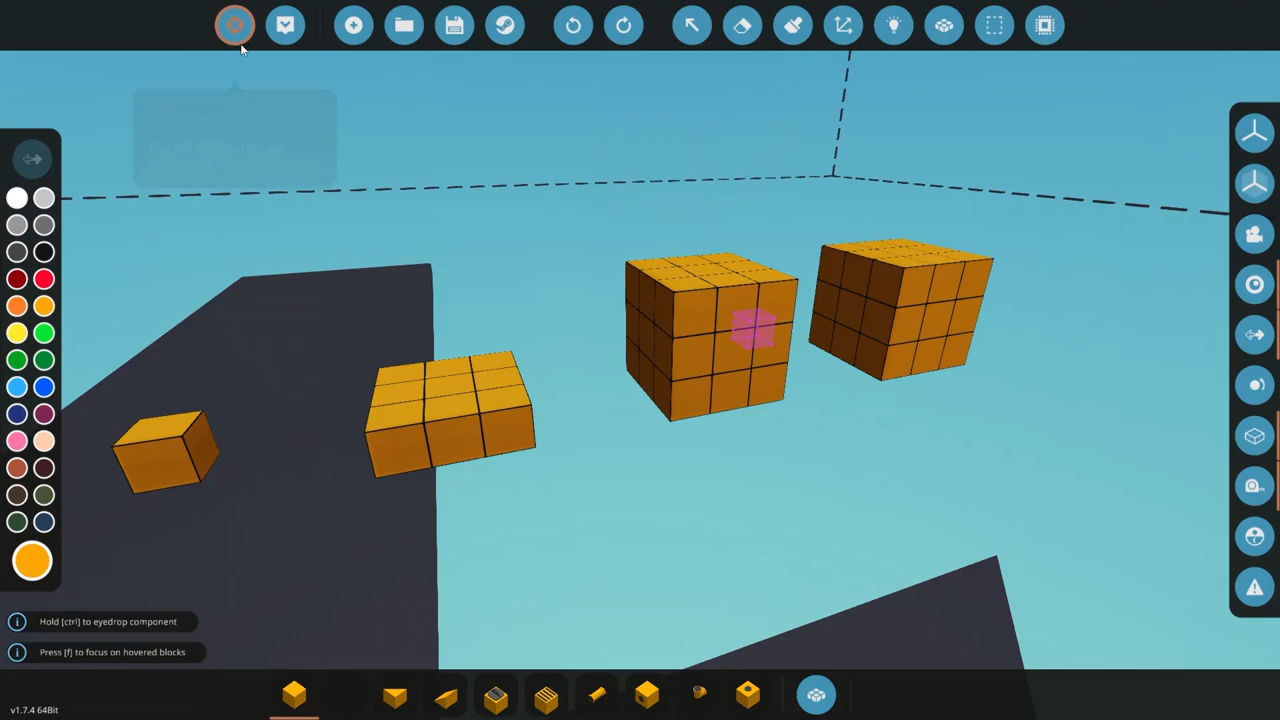 Hold [ctrl] to eyedrop component
Press [f] to focus on hovered blocks
v1.7.4 64Bit